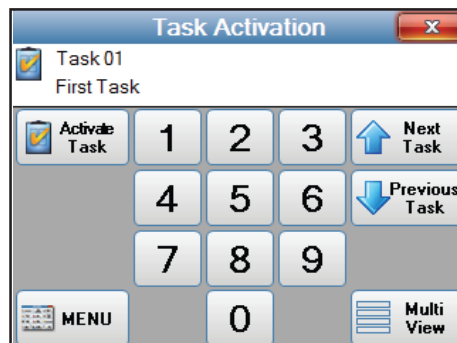 Task Activation
x
Task 01
First Task
Activate
Task
1
2
3
Next
Task
4
5
6
Previous
Task
7
8
9
MENU
0
Multi
View